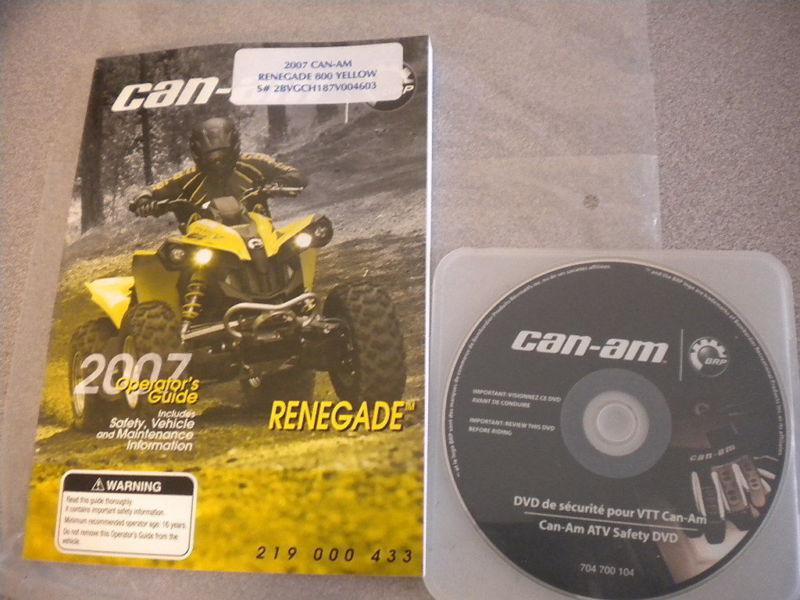 2007 CAN-AM
RENEGADE 800 YELLOW
S# 2BVGCH187V004603
can-
BRP
2007
Operator's
Guide
Includes
Safety, Vehicle
and Maintenance
Information
RENEGADE™
WARNING
Read this guide thoroughly.
It contains important safety information.
Minimum recommended operator age: 16 years.
Do not remove this Operator's Guide from the
vehicle.
219 000 433
can-am
BRP
IMPORTANT: VISIONNEZ CE DVD
AVANT DE CONDUIRE
IMPORTANT: REVIEW THIS DVD
BEFORE RIDING
can-am
DVD de sécurité pour VTT Can-Am
Can-Am ATV Safety DVD
704 700 104